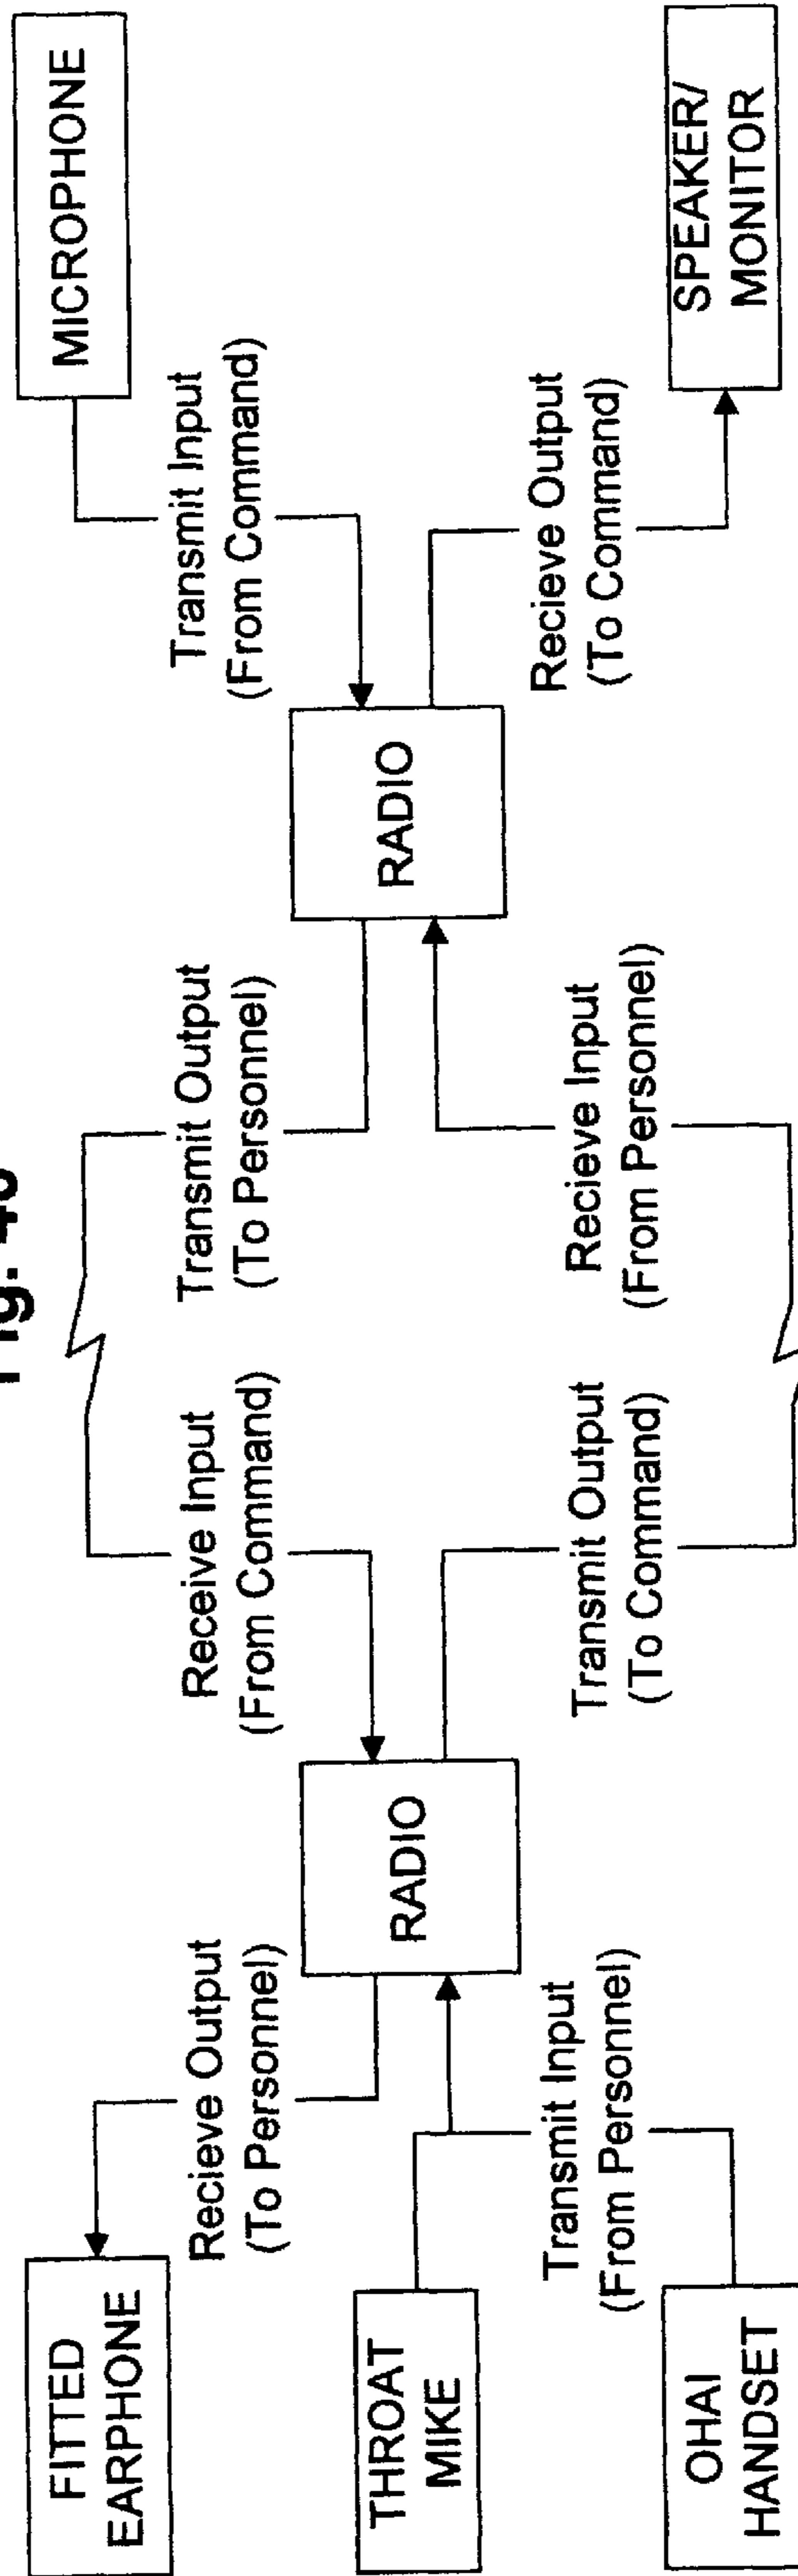 Fig.
FITTED
EARPHONE
Recieve Output
(To Personnel)
Receive Input
(From Command)
Transmit Output
(To Personnel)
Transmit Input
(From Command)
MICROPHONE
THROAT
MIKE
RADIO
RADIO
OHAI
HANDSET
Transmit Input
(From Personnel)
Transmit Output
(To Command)
Recieve Input
(From Personnel)
Recieve Output
(To Command)
SPEAKER/
MONITOR